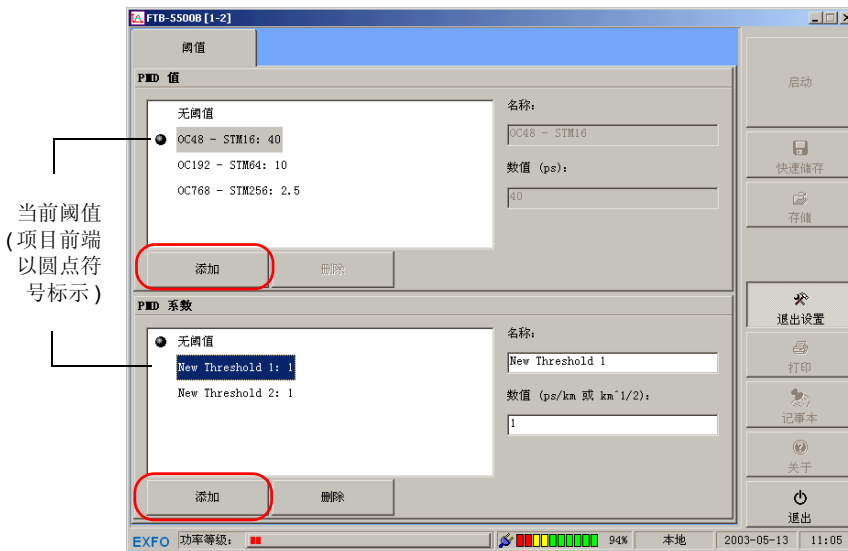 FTB-5500B [1-2]
阈值
PMD 值
无阈值
OC48 - STM16: 40
OC192 - STM64: 10
OC768 - STM256: 2.5
名称:
OC48 - STM16
数值 (ps):
40
添加
删除
当前阈值
(项目前端
以圆点符
号标示)
PMD 系数
无阈值
New Threshold 1: 1
New Threshold 2: 1
名称:
New Threshold 1
数值 (ps/km 或 km^1/2):
1
添加
删除
启动
快速储存
存储
退出设置
打印
记事本
关于
退出
EXFO 功率等级: 94% 本地 2003-05-13 11:05